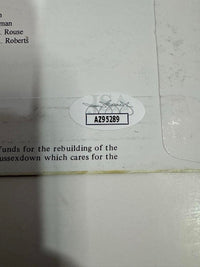 man
. Rouse
. Roberts
JSA
AZ95289
funds for the rebuilding of the
ussexdown which cares for the